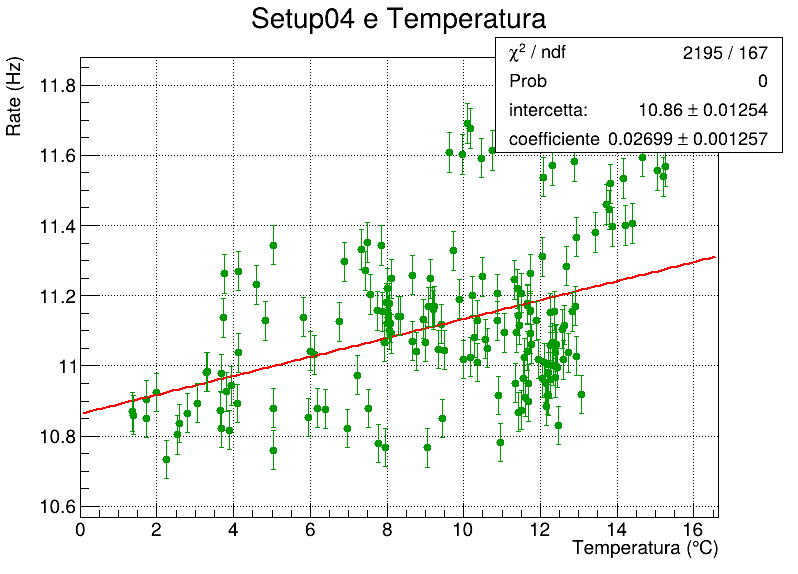 Setup04 e Temperatura
χ² / ndf 2195 / 167
Prob 0
intercetta: 10.86 ± 0.01254
coefficiente 0.02699 ± 0.001257
Rate (Hz)
11.8
11.6
11.4
11.2
11
10.8
10.6
0 2 4 6 8 10 12 14 16
Temperatura (°C)